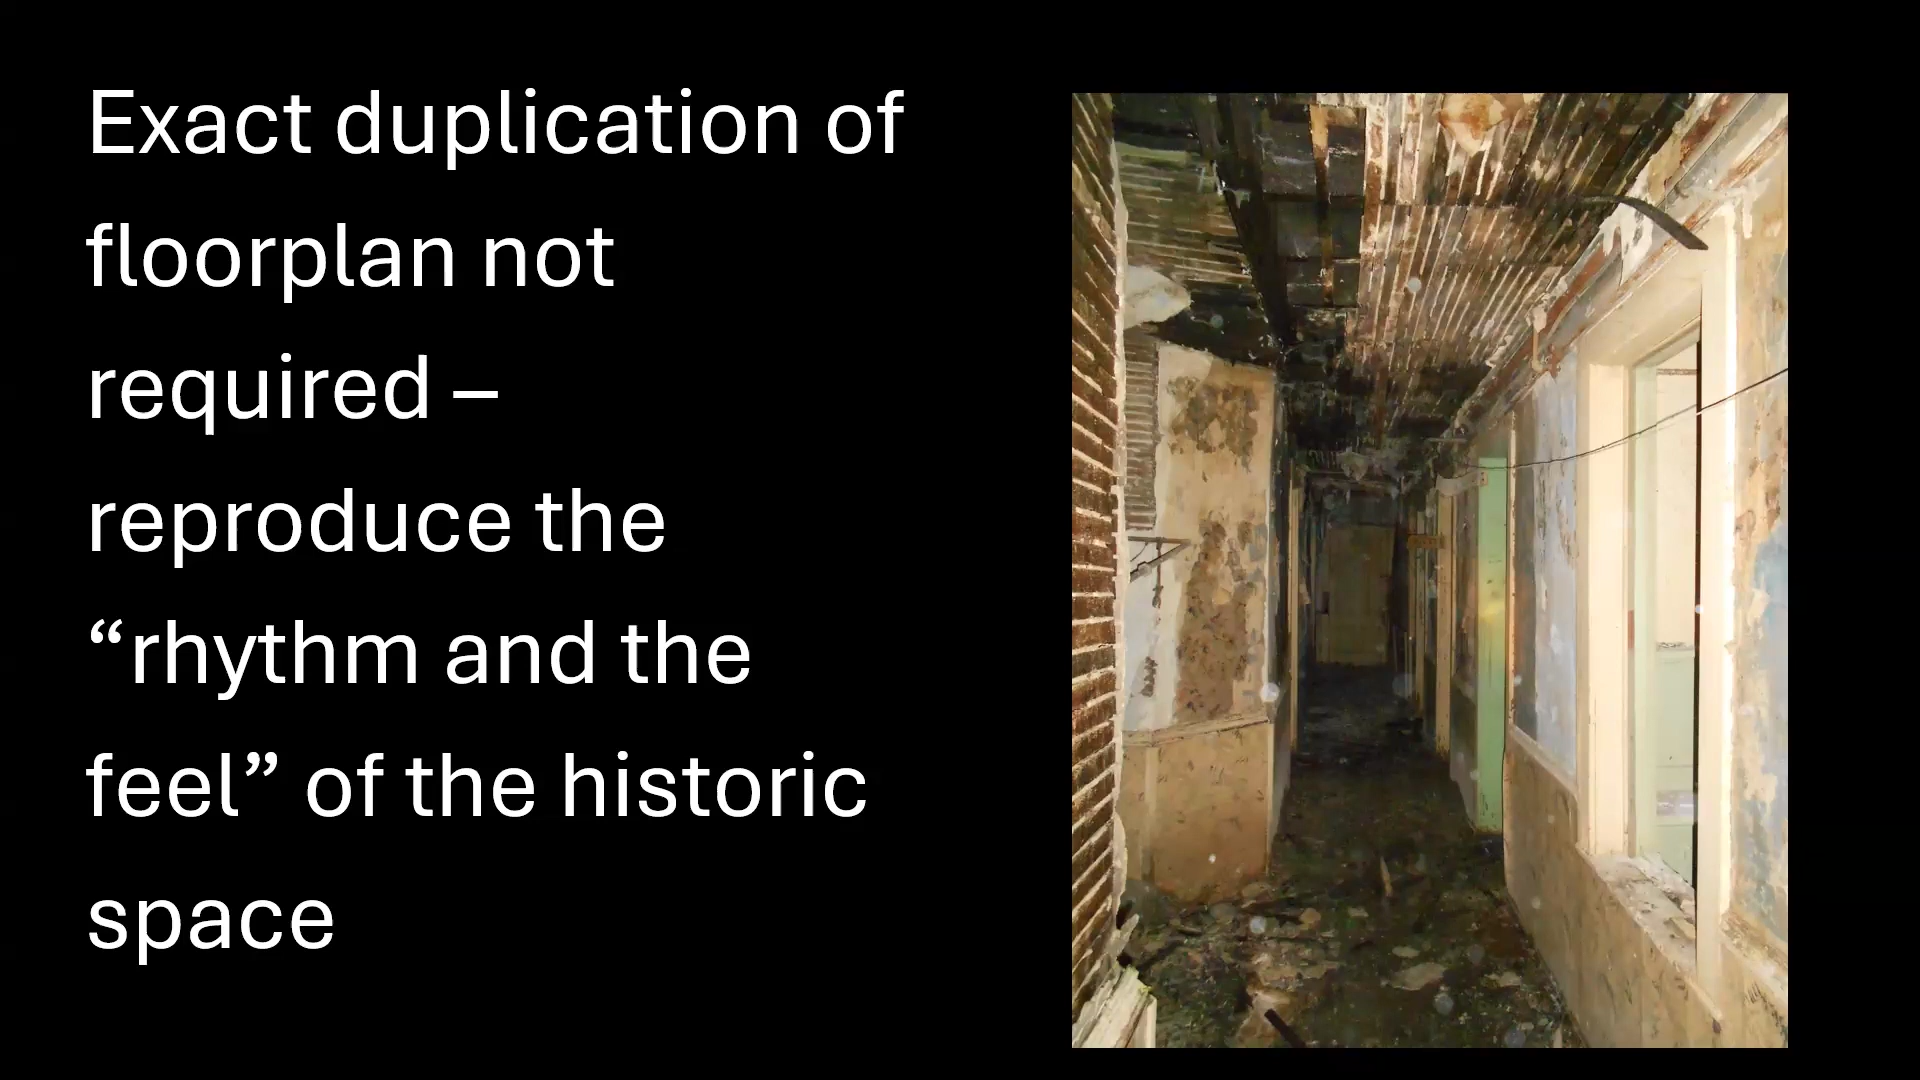 Exact duplication of
floorplan not
required –
reproduce the
“rhythm and the
feel” of the historic
space